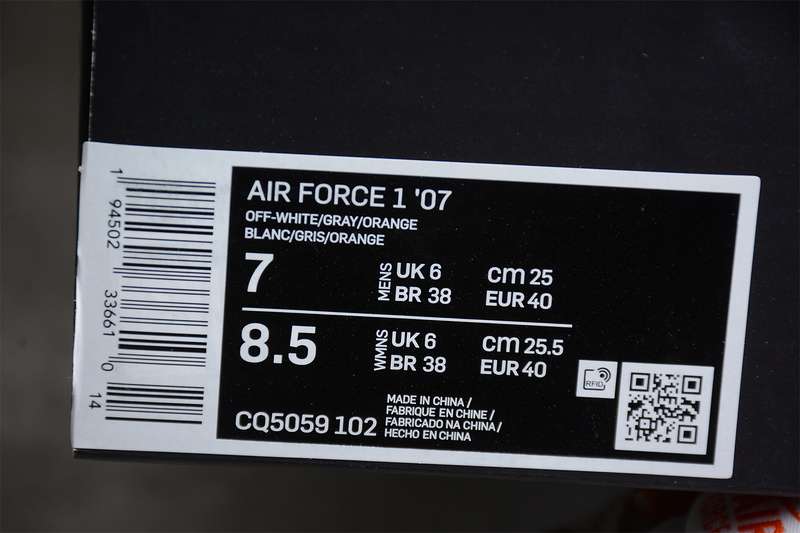 AIR FORCE 1 '07
OFF-WHITE/GRAY/ORANGE
BLANC/GRIS/ORANGE
7 MENS UK 6 cm 25
BR 38 EUR 40
8.5 WMNS UK 6 cm 25.5
BR 38 EUR 40
CQ5059 102
MADE IN CHINA /
FABRIQUE EN CHINE /
FABRICADO NA CHINA /
HECHO EN CHINA
RFID
1 94502 33661 0 14